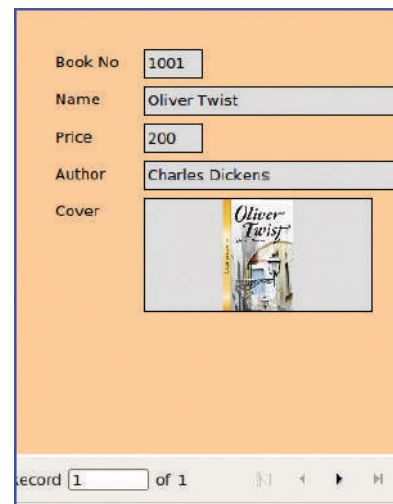 Book No 1001
Name Oliver Twist
Price 200
Author Charles Dickens
Cover
Oliver
Twist
ecord 1 of 1